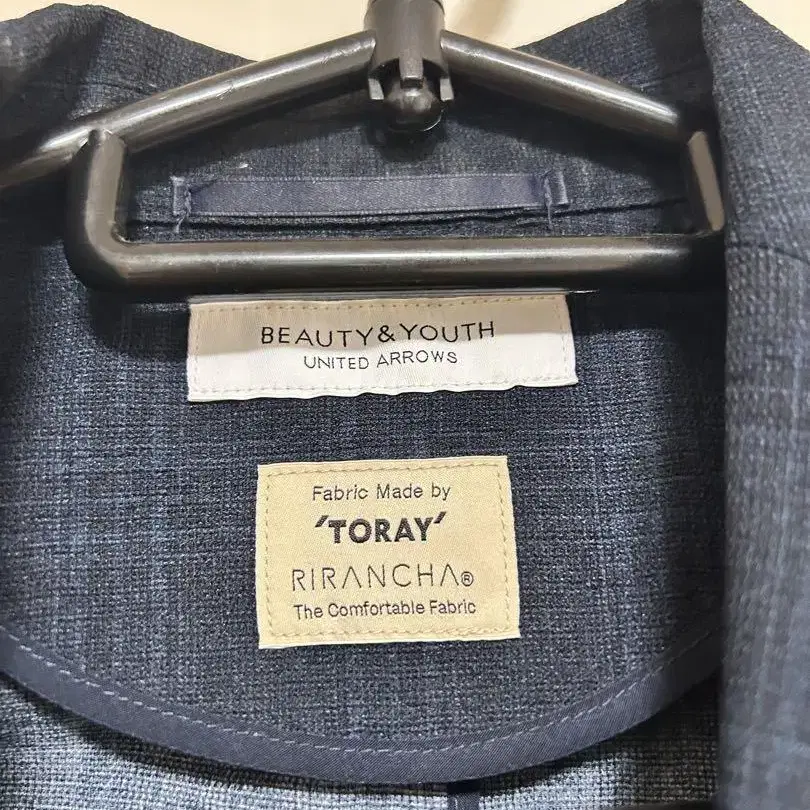 BEAUTY&YOUTH
UNITED ARROWS
Fabric Made by
'TORAY'
RIRANCHA®
The Comfortable Fabric